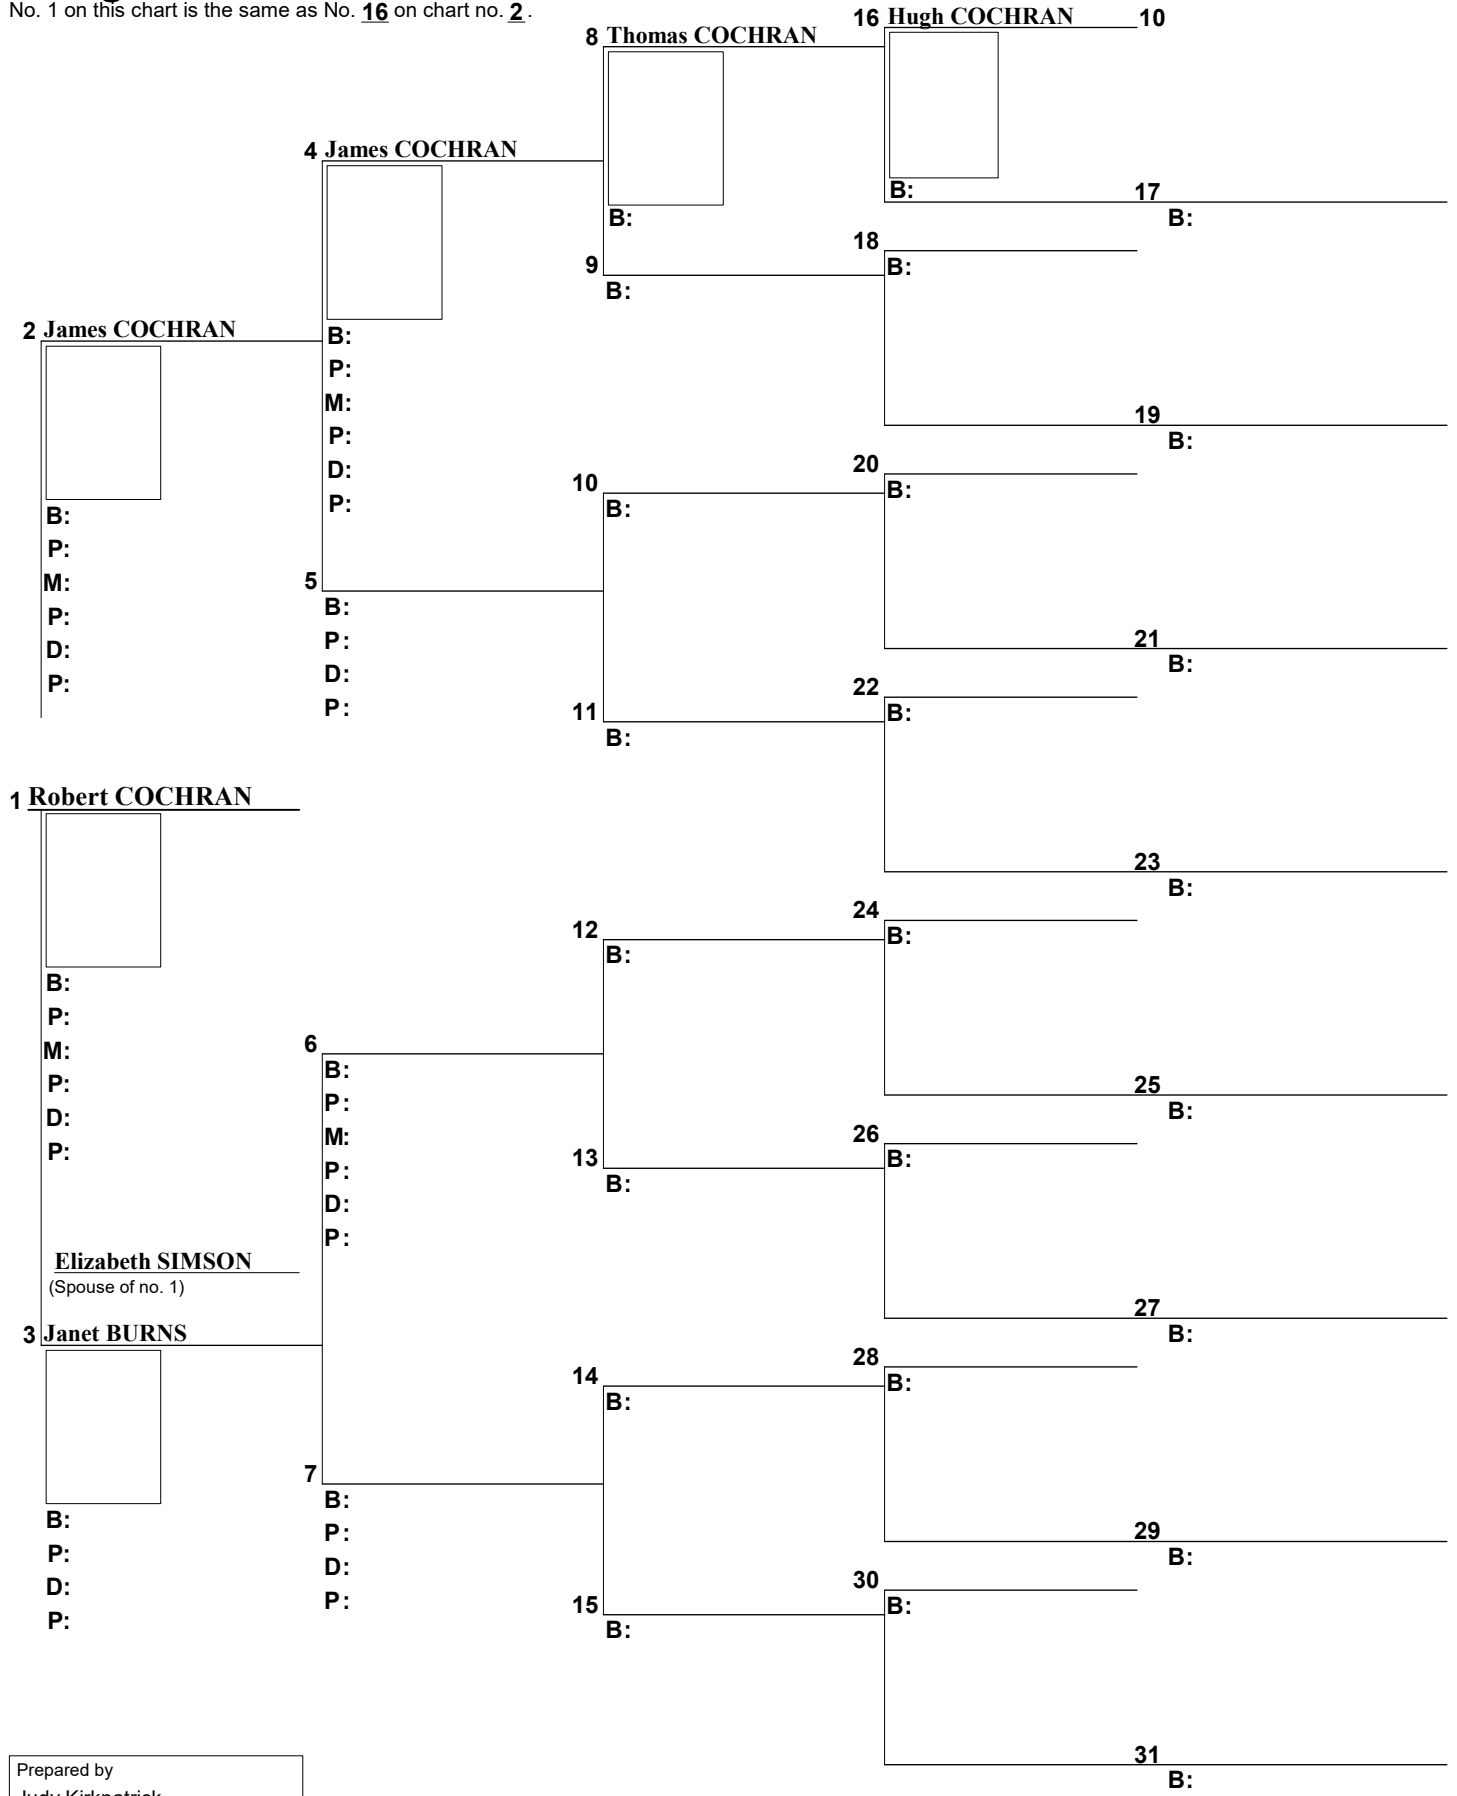 No. 1 on this chart is the same as No. 16 on chart no. 2 .
16 Hugh COCHRAN 10
8 Thomas COCHRAN
4 James COCHRAN
B:
17
B:
B:
18
B:
9
B:
2 James COCHRAN
B:
P:
M:
P:
D:
P:
19
B:
20
B:
10
B:
B:
P:
M:
P:
D:
P:
5
B:
P:
D:
P:
21
B:
22
B:
11
B:
1 Robert COCHRAN
23
B:
24
B:
12
B:
B:
P:
M:
P:
D:
P:
6
B:
P:
M:
P:
D:
P:
25
B:
26
B:
13
B:
Elizabeth SIMSON
(Spouse of no. 1)
27
B:
3 Janet BURNS
28
B:
14
B:
7
B:
P:
D:
P:
B:
P:
D:
P:
29
B:
30
B:
15
B:
31
B:
Prepared by
Judy Kirkpatrick